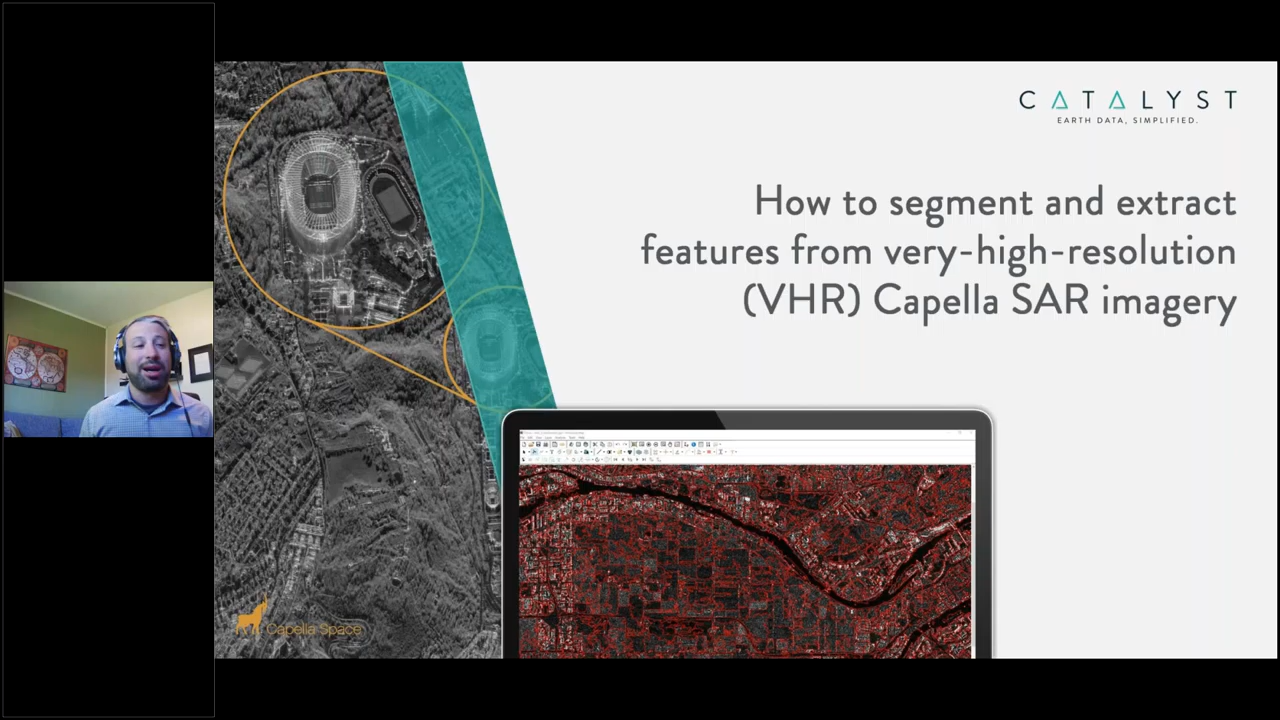 CATALYST
EARTH DATA, SIMPLIFIED.
How to segment and extract
features from very-high-resolution
(VHR) Capella SAR imagery
Capella Space